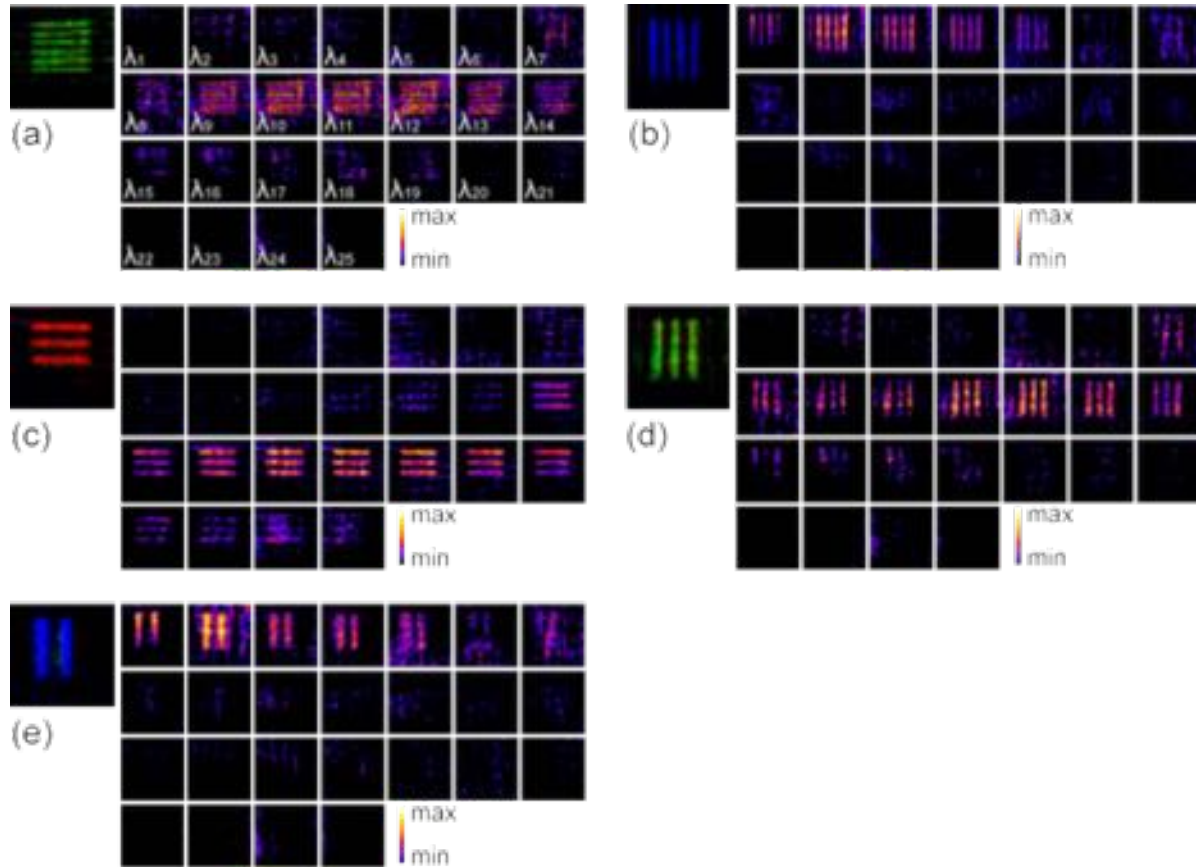 λ1 λ2 λ3 λ4 λ5 λ6 λ7
λ8 λ9 λ10 λ11 λ12 λ13 λ14
(a)
λ15 λ16 λ17 λ18 λ19 λ20 λ21
λ22 λ23 λ24 λ25
max
min
(b)
max
min
(c)
max
min
(d)
max
min
(e)
max
min